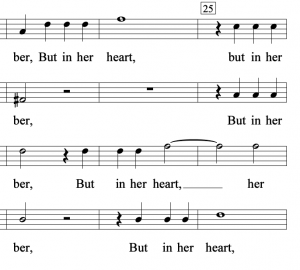 25
ber, But in her heart, but in her
ber, But in her
ber, But in her heart,______ her
ber, But in her heart,